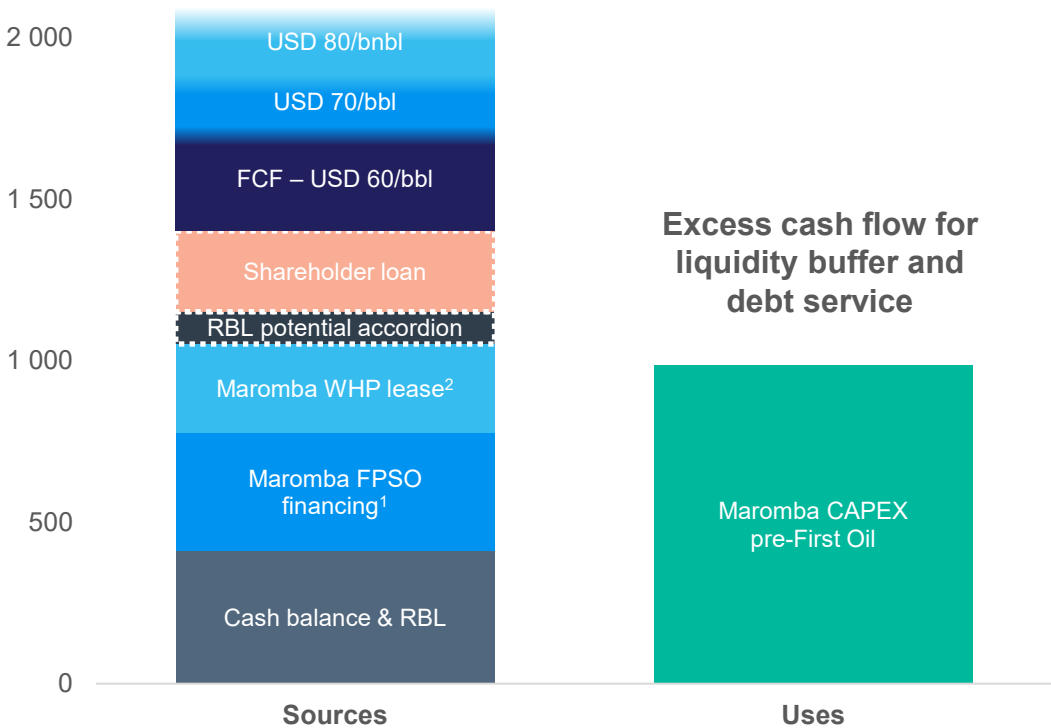 2 000
1 500
1 000
500
0
USD 80/bnbl
USD 70/bbl
FCF – USD 60/bbl
Shareholder loan
RBL potential accordion
Maromba WHP lease²
Maromba FPSO
financing¹
Cash balance & RBL
Sources
Excess cash flow for
liquidity buffer and
debt service
Maromba CAPEX
pre-First Oil
Uses